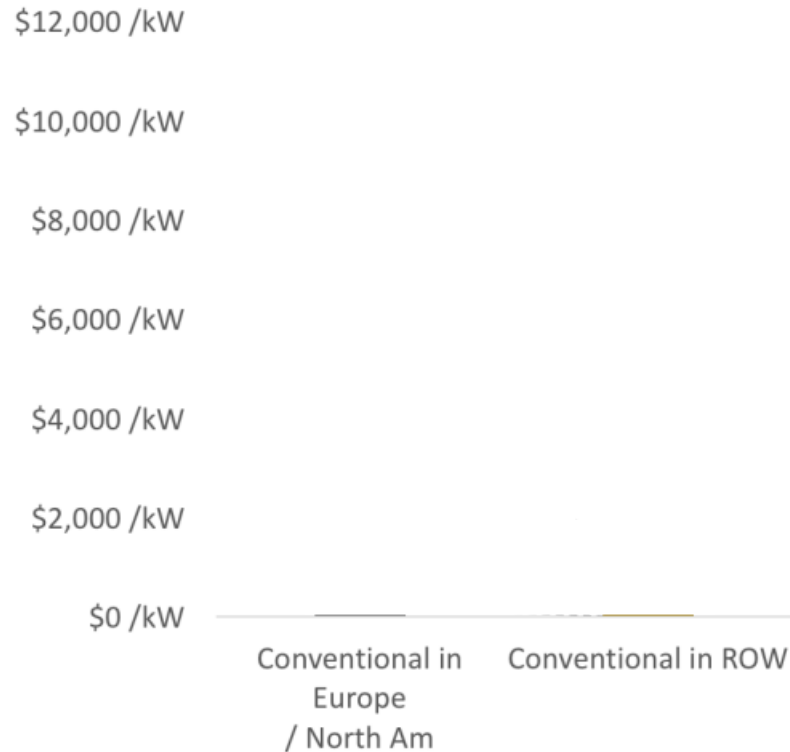 $12,000 /kW
$10,000 /kW
$8,000 /kW
$6,000 /kW
$4,000 /kW
$2,000 /kW
$0 /kW
Conventional in
Europe
/ North Am
Conventional in ROW